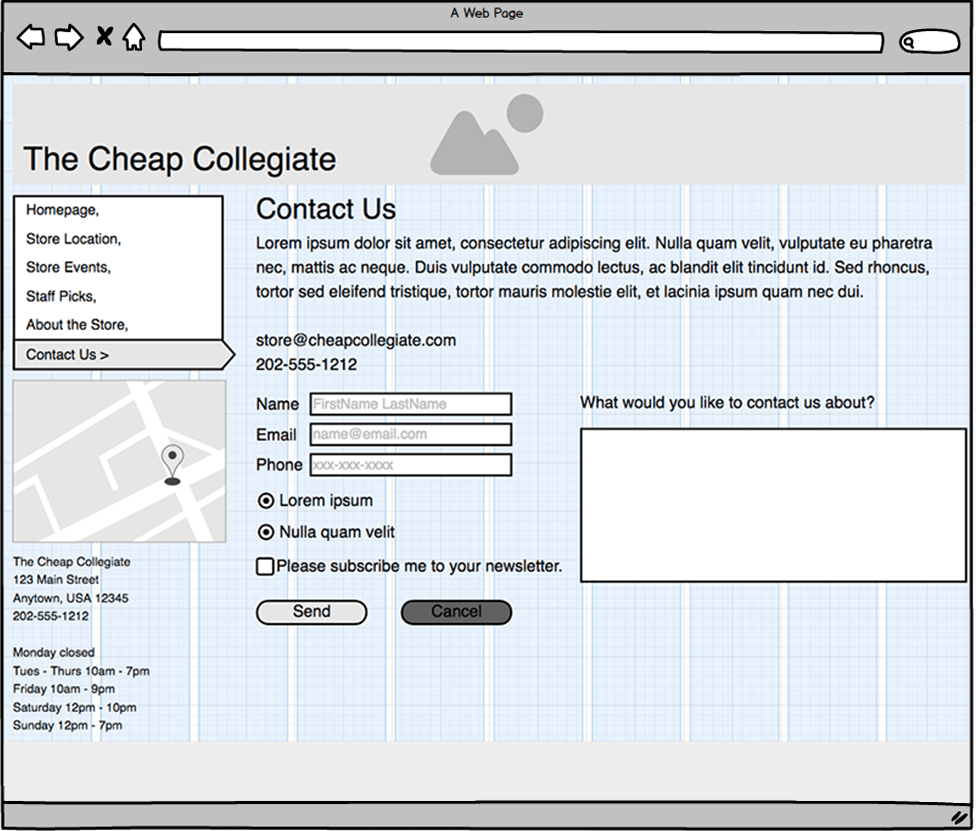 A Web Page
The Cheap Collegiate
Homepage,
Store Location,
Store Events,
Staff Picks,
About the Store,
Contact Us >
Contact Us
Lorem ipsum dolor sit amet, consectetur adipiscing elit. Nulla quam velit, vulputate eu pharetra
nec, mattis ac neque. Duis vulputate commodo lectus, ac blandit elit tincidunt id. Sed rhoncus,
tortor sed eleifend tristique, tortor mauris molestie elit, et lacinia ipsum quam nec dui.
store@cheapcollegiate.com
202-555-1212
Name FirstName LastName
Email name@email.com
Phone xxx-xxx-xxxx
Lorem ipsum
Nulla quam velit
Please subscribe me to your newsletter.
Send Cancel
What would you like to contact us about?
The Cheap Collegiate
123 Main Street
Anytown, USA 12345
202-555-1212
Monday closed
Tues - Thurs 10am - 7pm
Friday 10am - 9pm
Saturday 12pm - 10pm
Sunday 12pm - 7pm